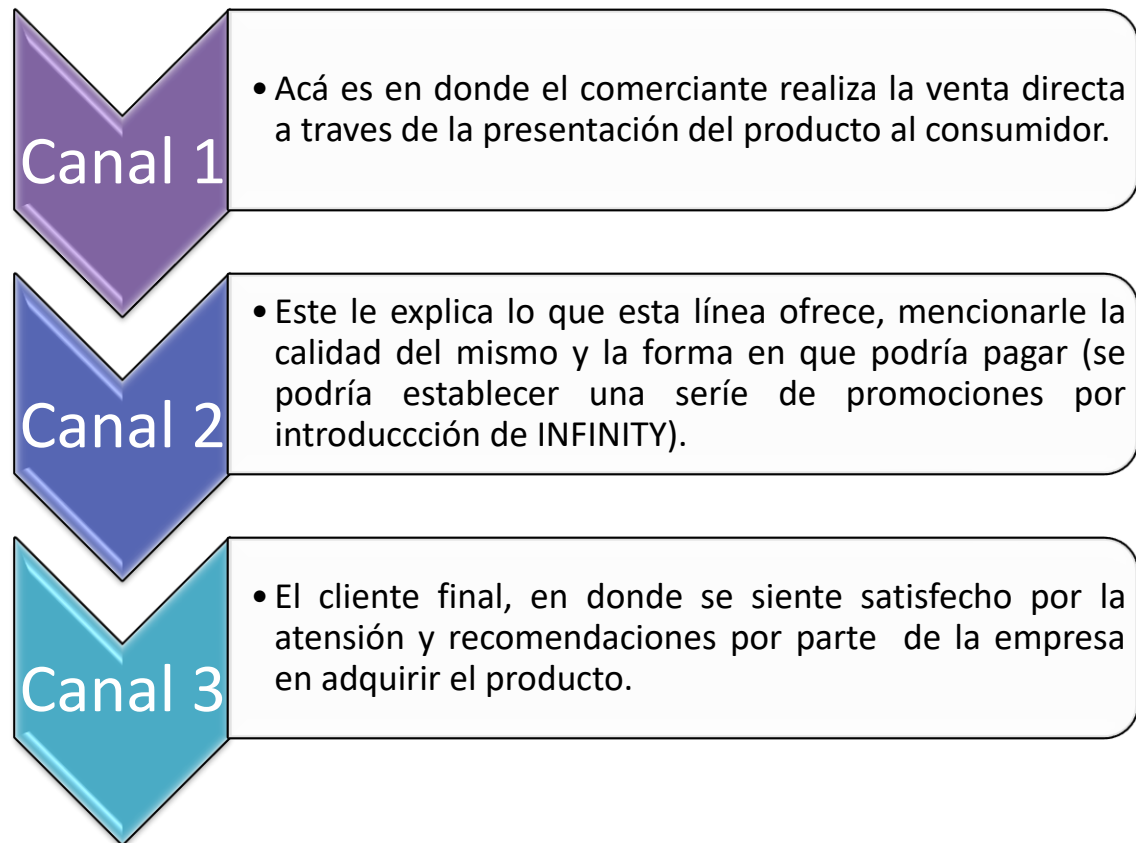 Canal 1
• Acá es en donde el comerciante realiza la venta directa
a traves de la presentación del producto al consumidor.
Canal 2
• Este le explica lo que esta línea ofrece, mencionarle la
calidad del mismo y la forma en que podría pagar (se
podría establecer una seríe de promociones por
introduccción de INFINITY).
Canal 3
• El cliente final, en donde se siente satisfecho por la
atensión y recomendaciones por parte de la empresa
en adquirir el producto.